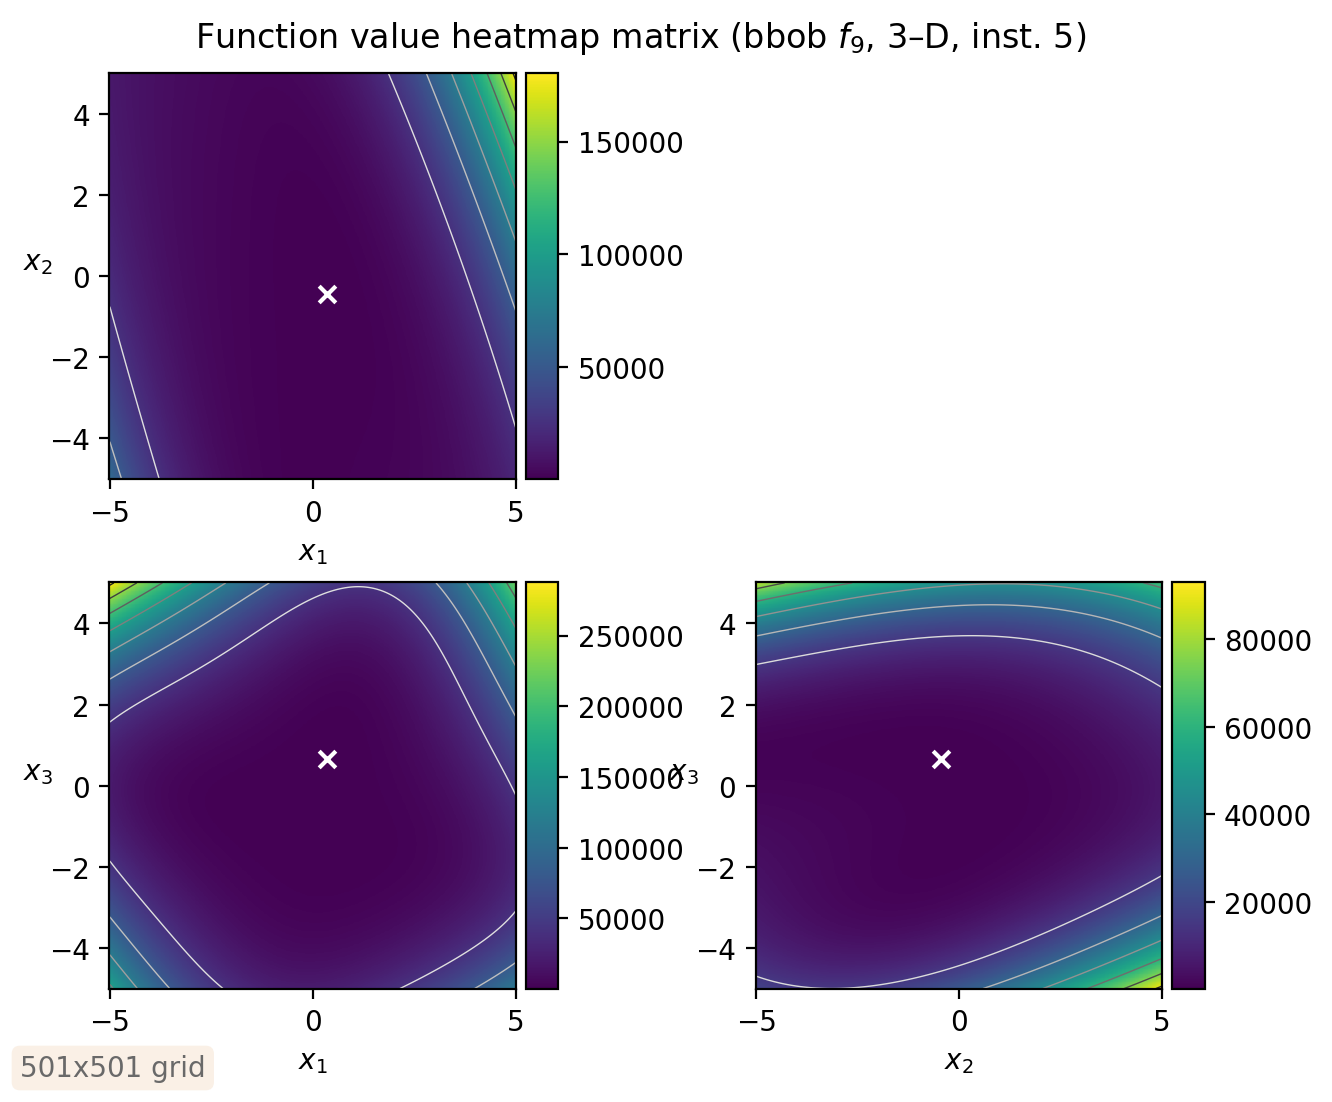 Function value heatmap matrix (bbob f₉, 3–D, inst. 5)
4
2
0
−2
−4
x₂
−5 0 5
x₁
150000
100000
50000
4
2
0
−2
−4
x₃
−5 0 5
x₁
250000
200000
150000
100000
50000
4
2
0
−2
−4
x₃
−5 0 5
x₂
80000
60000
40000
20000
501x501 grid